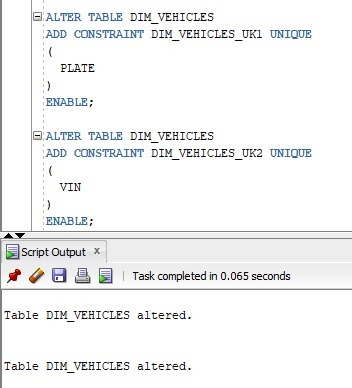 ALTER TABLE DIM_VEHICLES
ADD CONSTRAINT DIM_VEHICLES_UK1 UNIQUE
(
PLATE
)
ENABLE;
ALTER TABLE DIM_VEHICLES
ADD CONSTRAINT DIM_VEHICLES_UK2 UNIQUE
(
VIN
)
ENABLE;
Script Output x
Task completed in 0.065 seconds
Table DIM_VEHICLES altered.
Table DIM_VEHICLES altered.